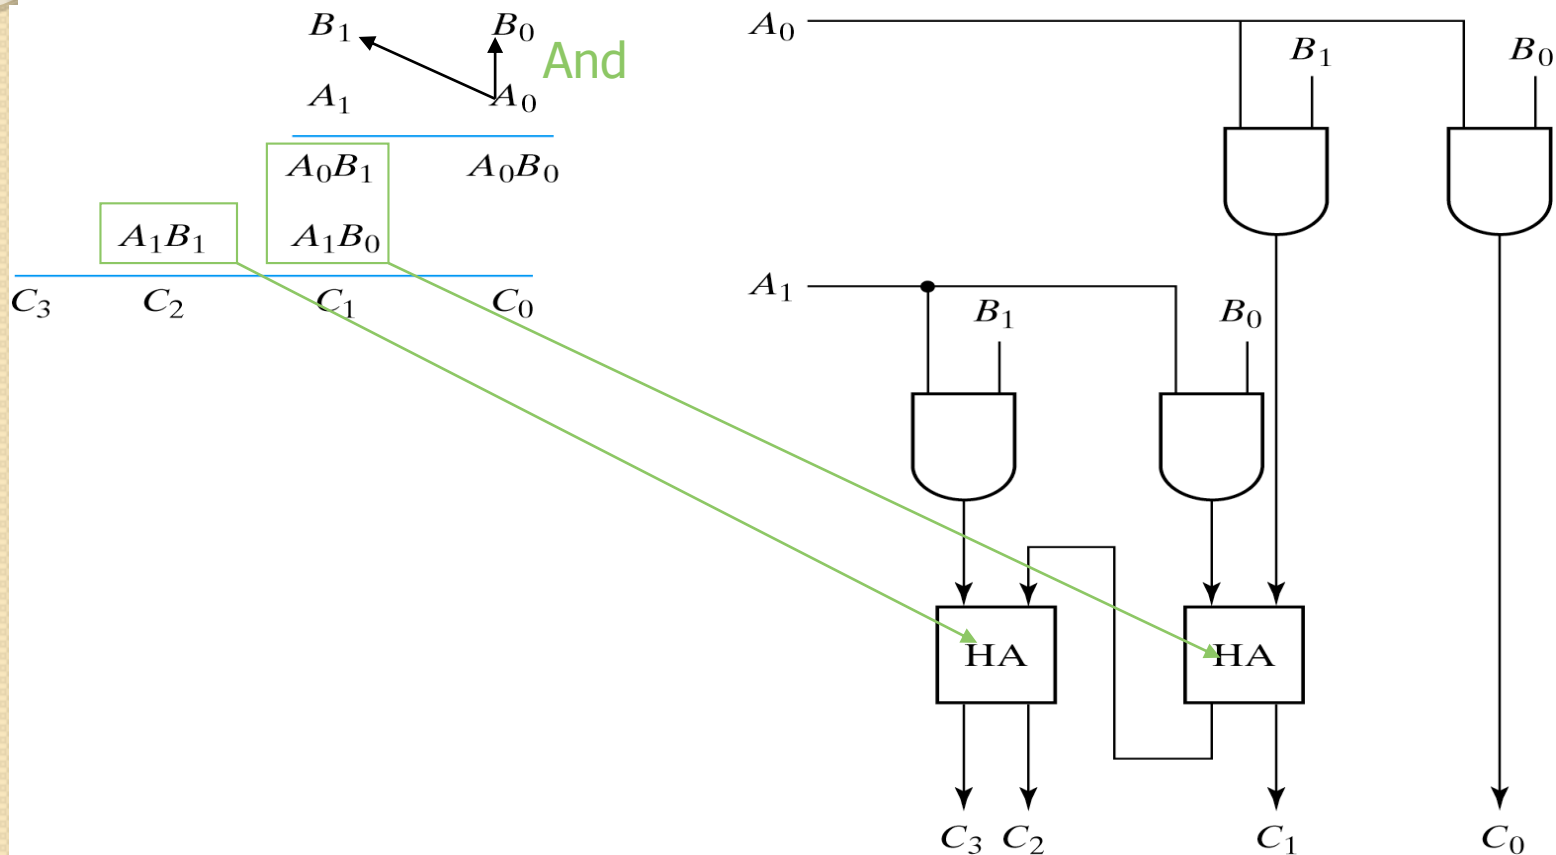 B₁ B₀
And
A₁ A₀
A₀B₁ A₀B₀
A₁B₁ A₁B₀
C₃ C₂ C₁ C₀
A₀
B₁ B₀
A₁
B₁ B₀
HA HA
C₃ C₂ C₁ C₀